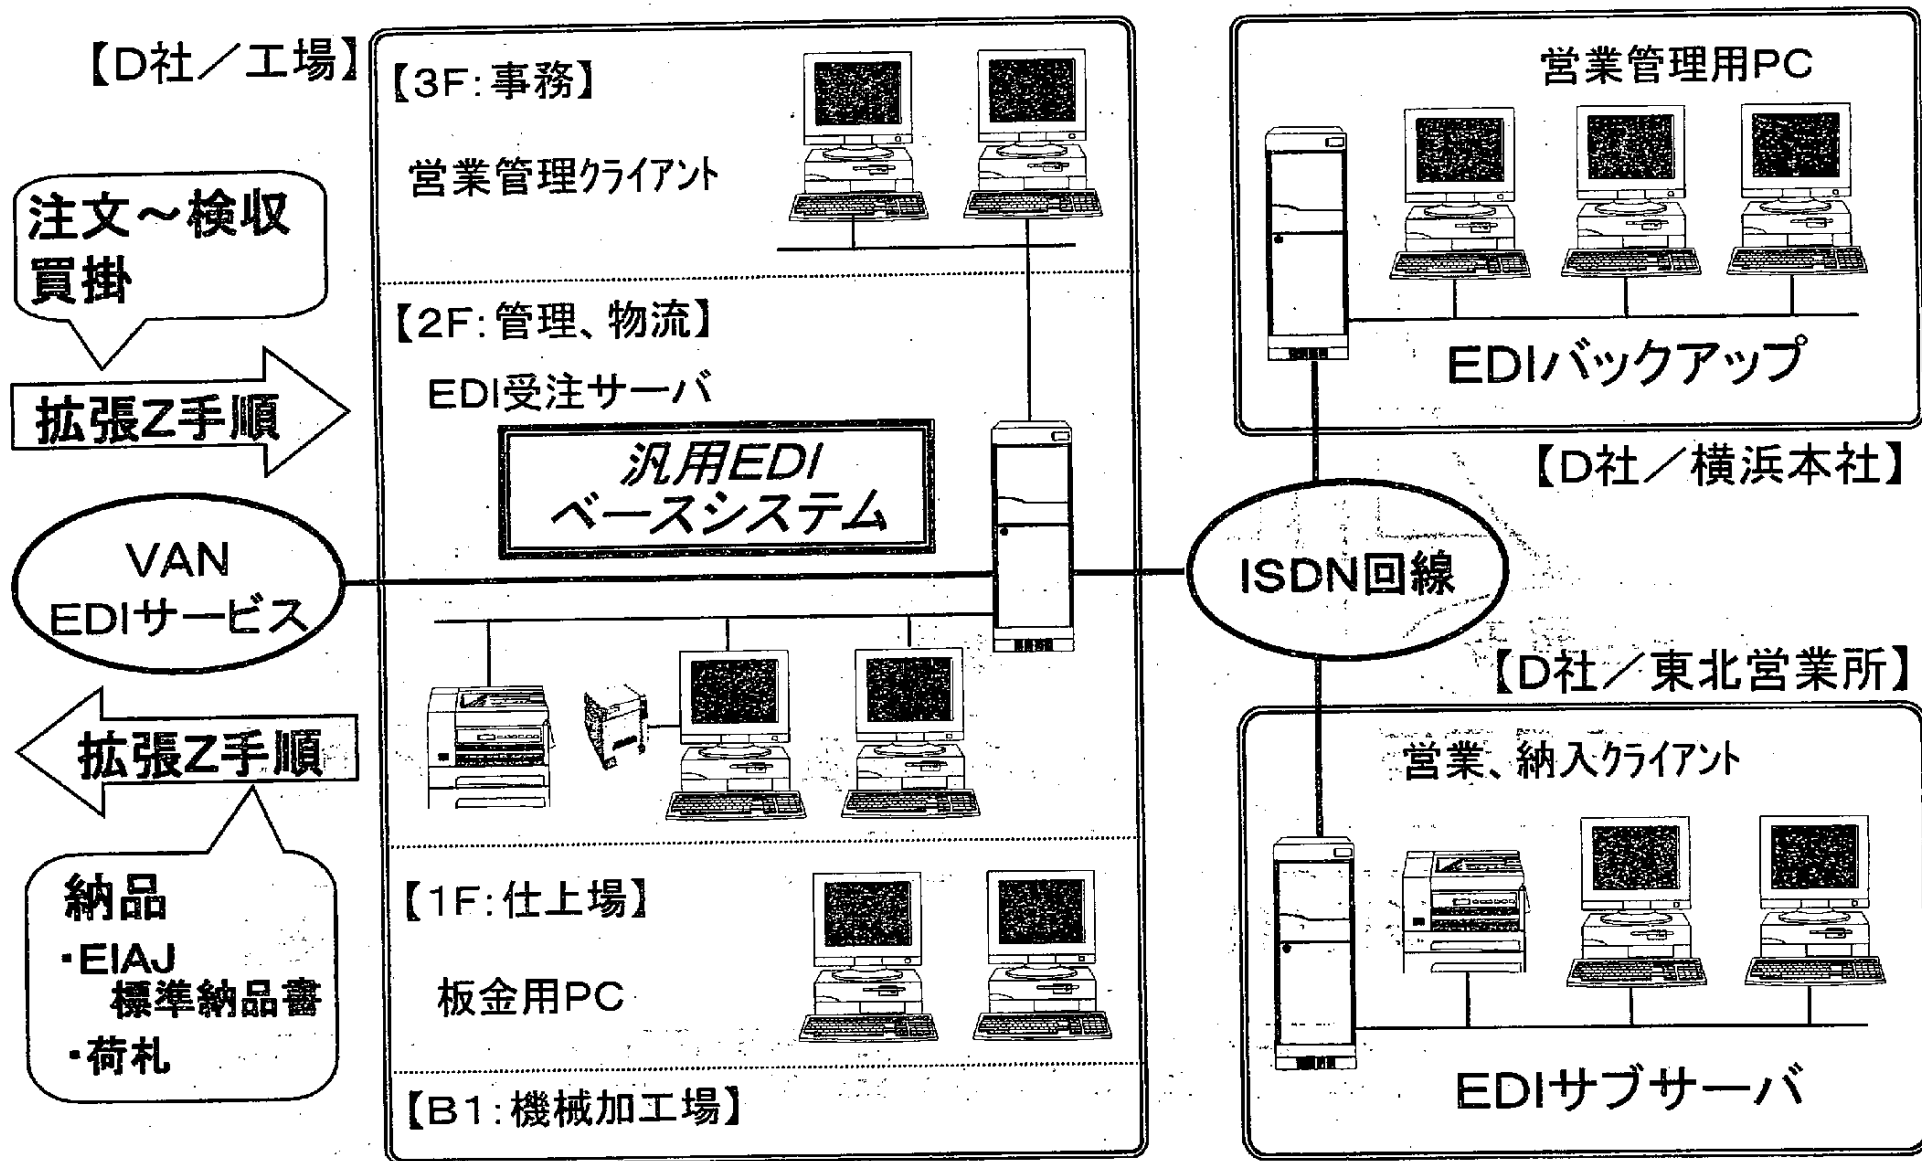 【D社／工場】
注文～検収
買掛
拡張Z手順
VAN
EDIサービス
拡張Z手順
納品
・EIAJ
標準納品書
・荷札
【3F:事務】
営業管理クライアント
【2F:管理、物流】
EDI受注サーバ
汎用EDI
ベースシステム
【1F:仕上場】
板金用PC
【B1:機械加工場】
営業管理用PC
EDIバックアップ
【D社／横浜本社】
ISDN回線
【D社／東北営業所】
営業、納入クライアント
EDIサブサーバ